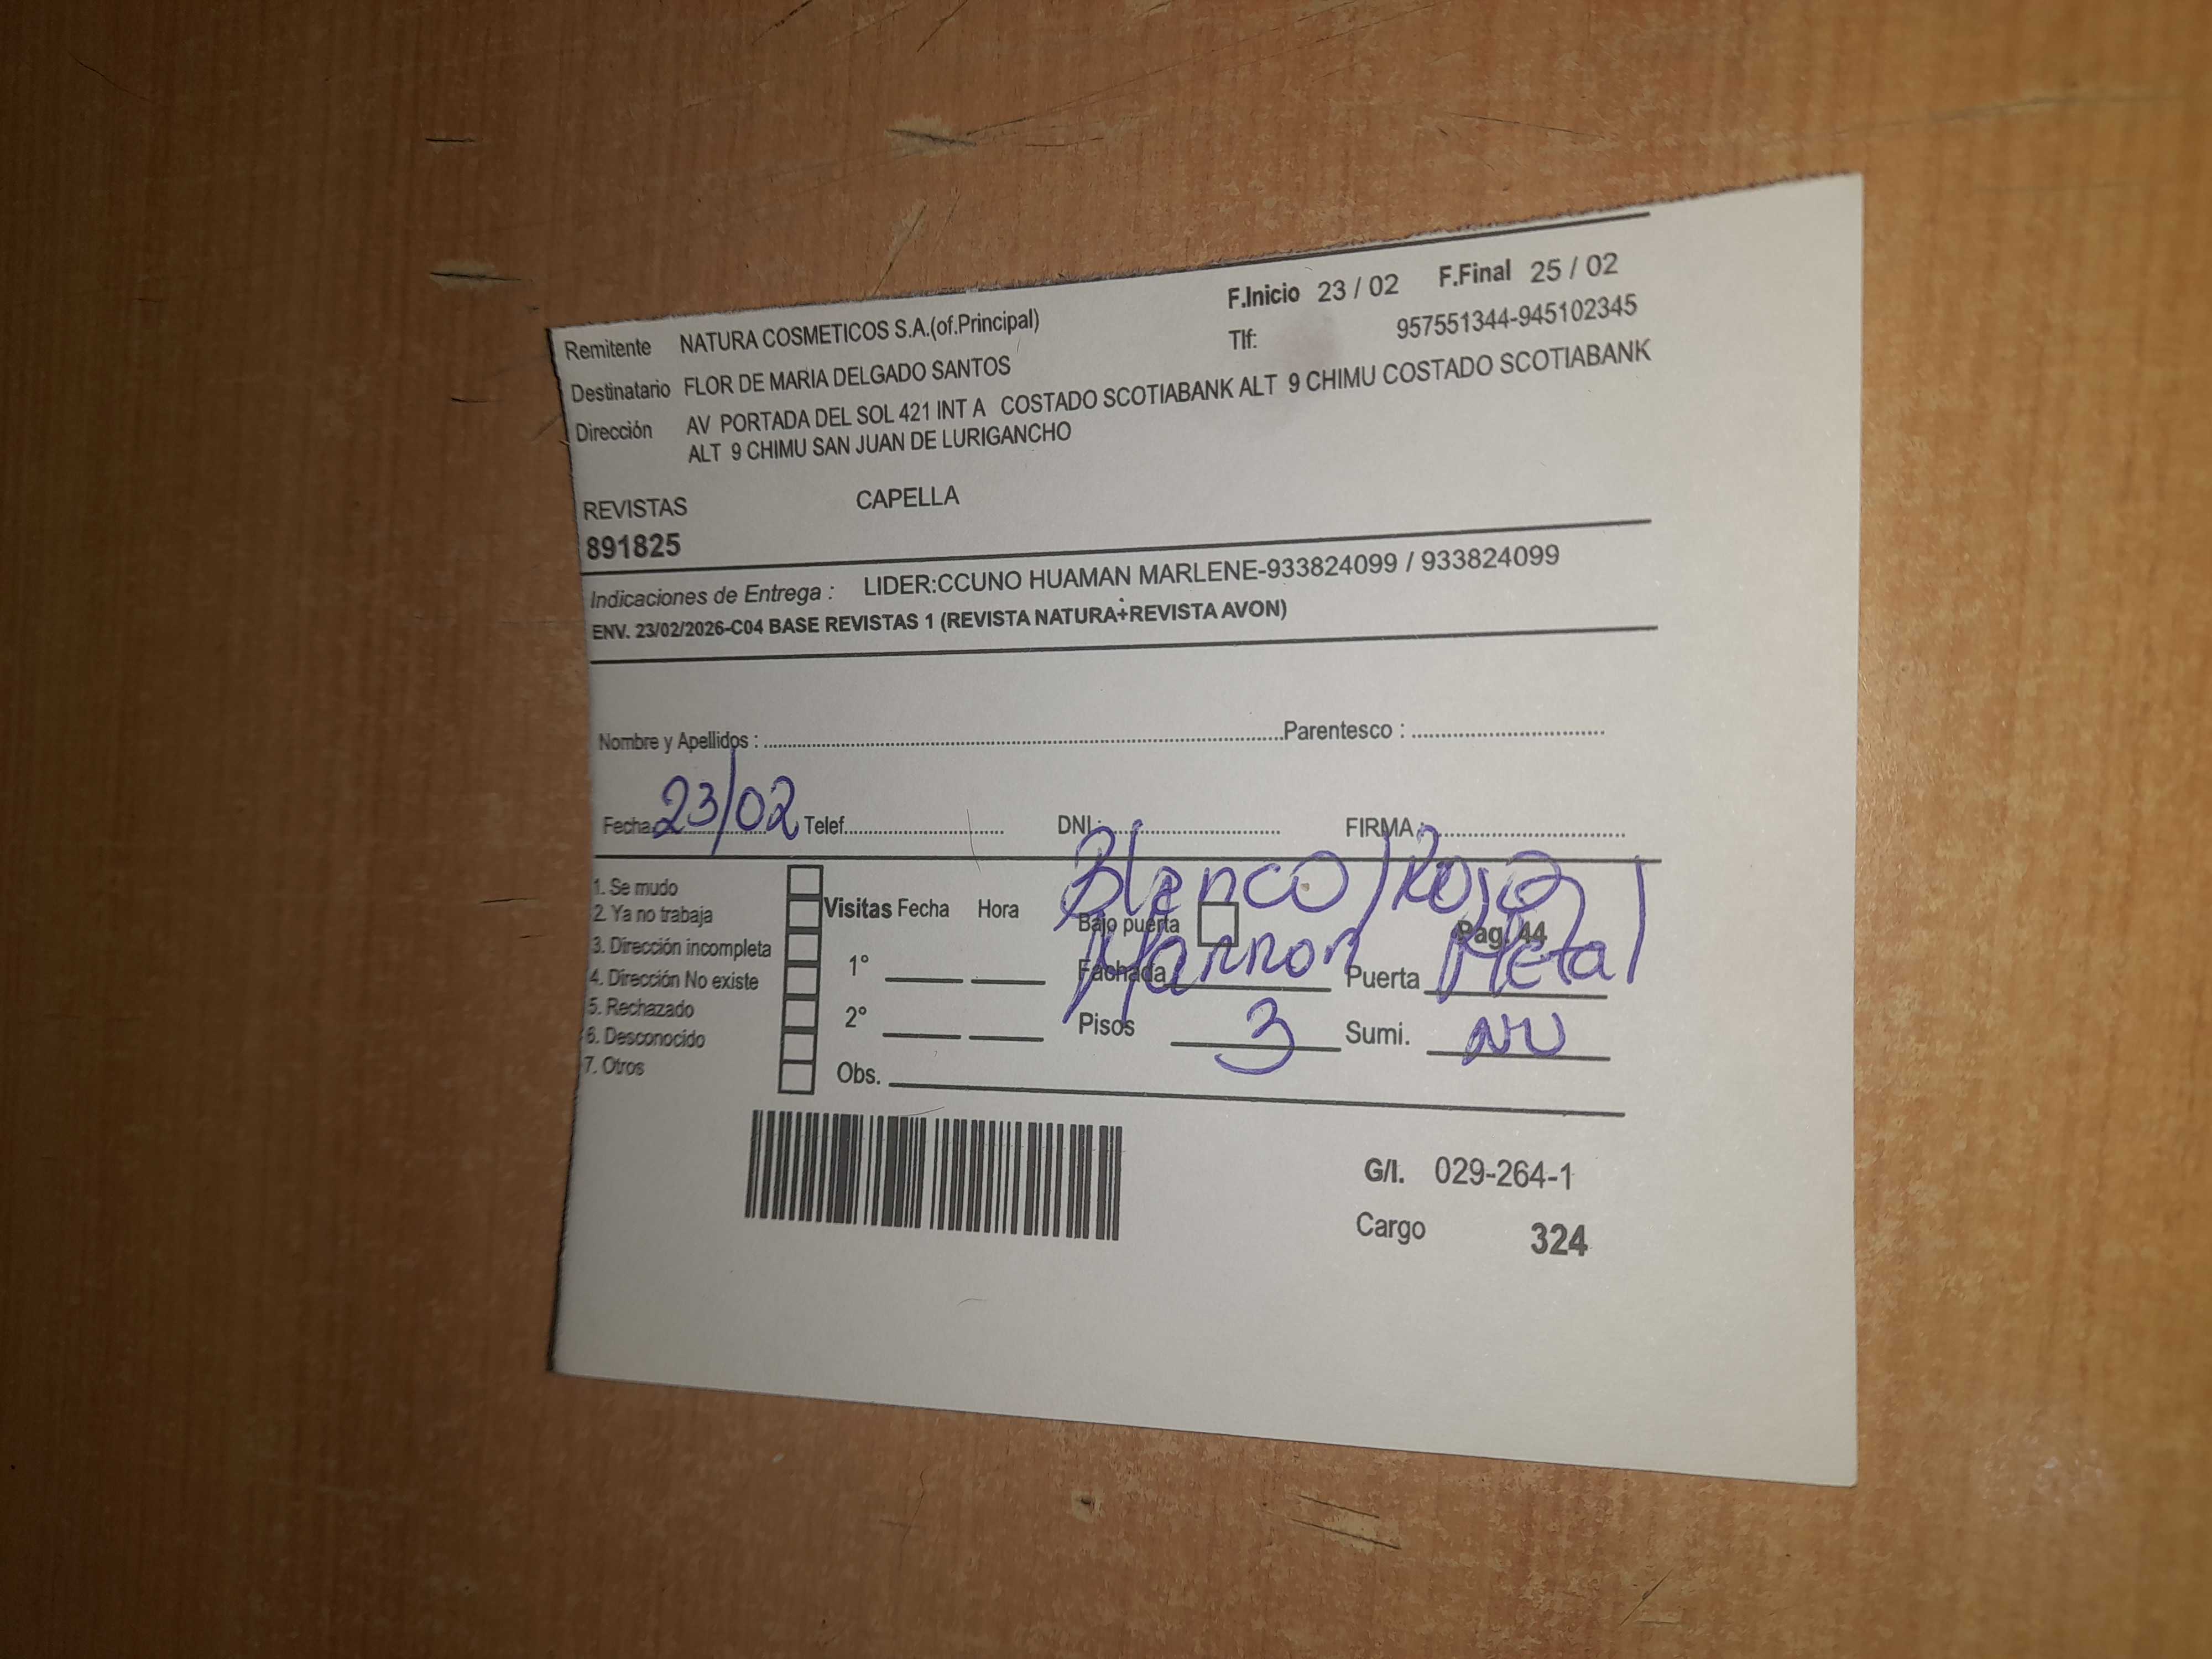 F.Inicio 23 / 02 F.Final 25 / 02
Remitente NATURA COSMETICOS S.A.(of.Principal) Tlf: 957551344-945102345
Destinatario FLOR DE MARIA DELGADO SANTOS
Dirección AV PORTADA DEL SOL 421 INT A COSTADO SCOTIABANK ALT 9 CHIMU COSTADO SCOTIABANK
ALT 9 CHIMU SAN JUAN DE LURIGANCHO
REVISTAS CAPELLA
891825
Indicaciones de Entrega : LIDER:CCUNO HUAMAN MARLENE-933824099 / 933824099
ENV. 23/02/2026-C04 BASE REVISTAS 1 (REVISTA NATURA+REVISTA AVON)
Nombre y Apellidos : Parentesco :
Fecha 23/02 Telef. DNI : FIRMA :
Blanco/Rojo
1. Se mudo
2. Ya no trabaja
3. Dirección incompleta
4. Dirección No existe
5. Rechazado
6. Desconocido
7. Otros
Visitas Fecha Hora
1°
2°
Obs.
Bajo puerta Pag. 44
Fachada Marron Puerta Metal
Pisos 3 Sumi. NU
G/I. 029-264-1
Cargo 324